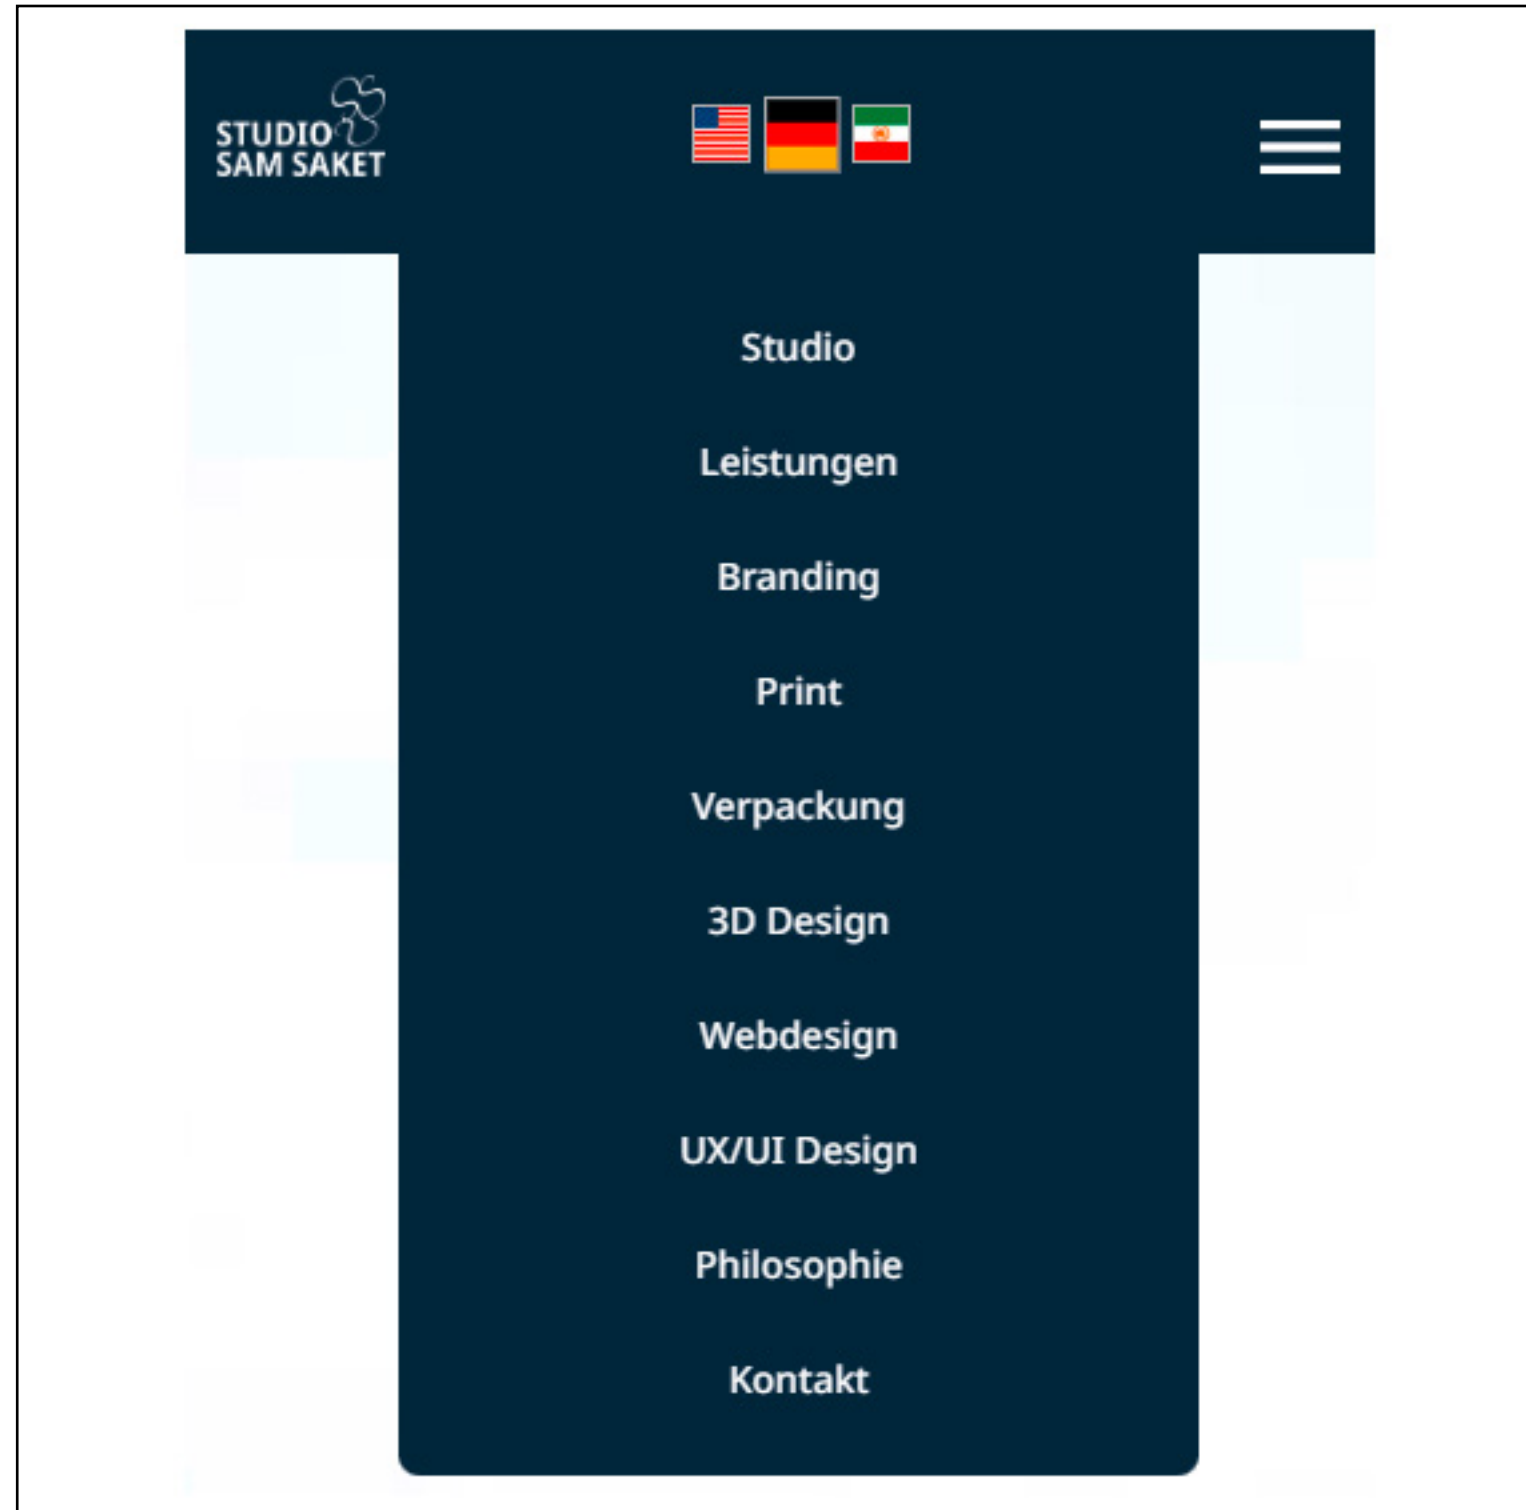 STUDIO
SAM SAKET
Studio
Leistungen
Branding
Print
Verpackung
3D Design
Webdesign
UX/UI Design
Philosophie
Kontakt